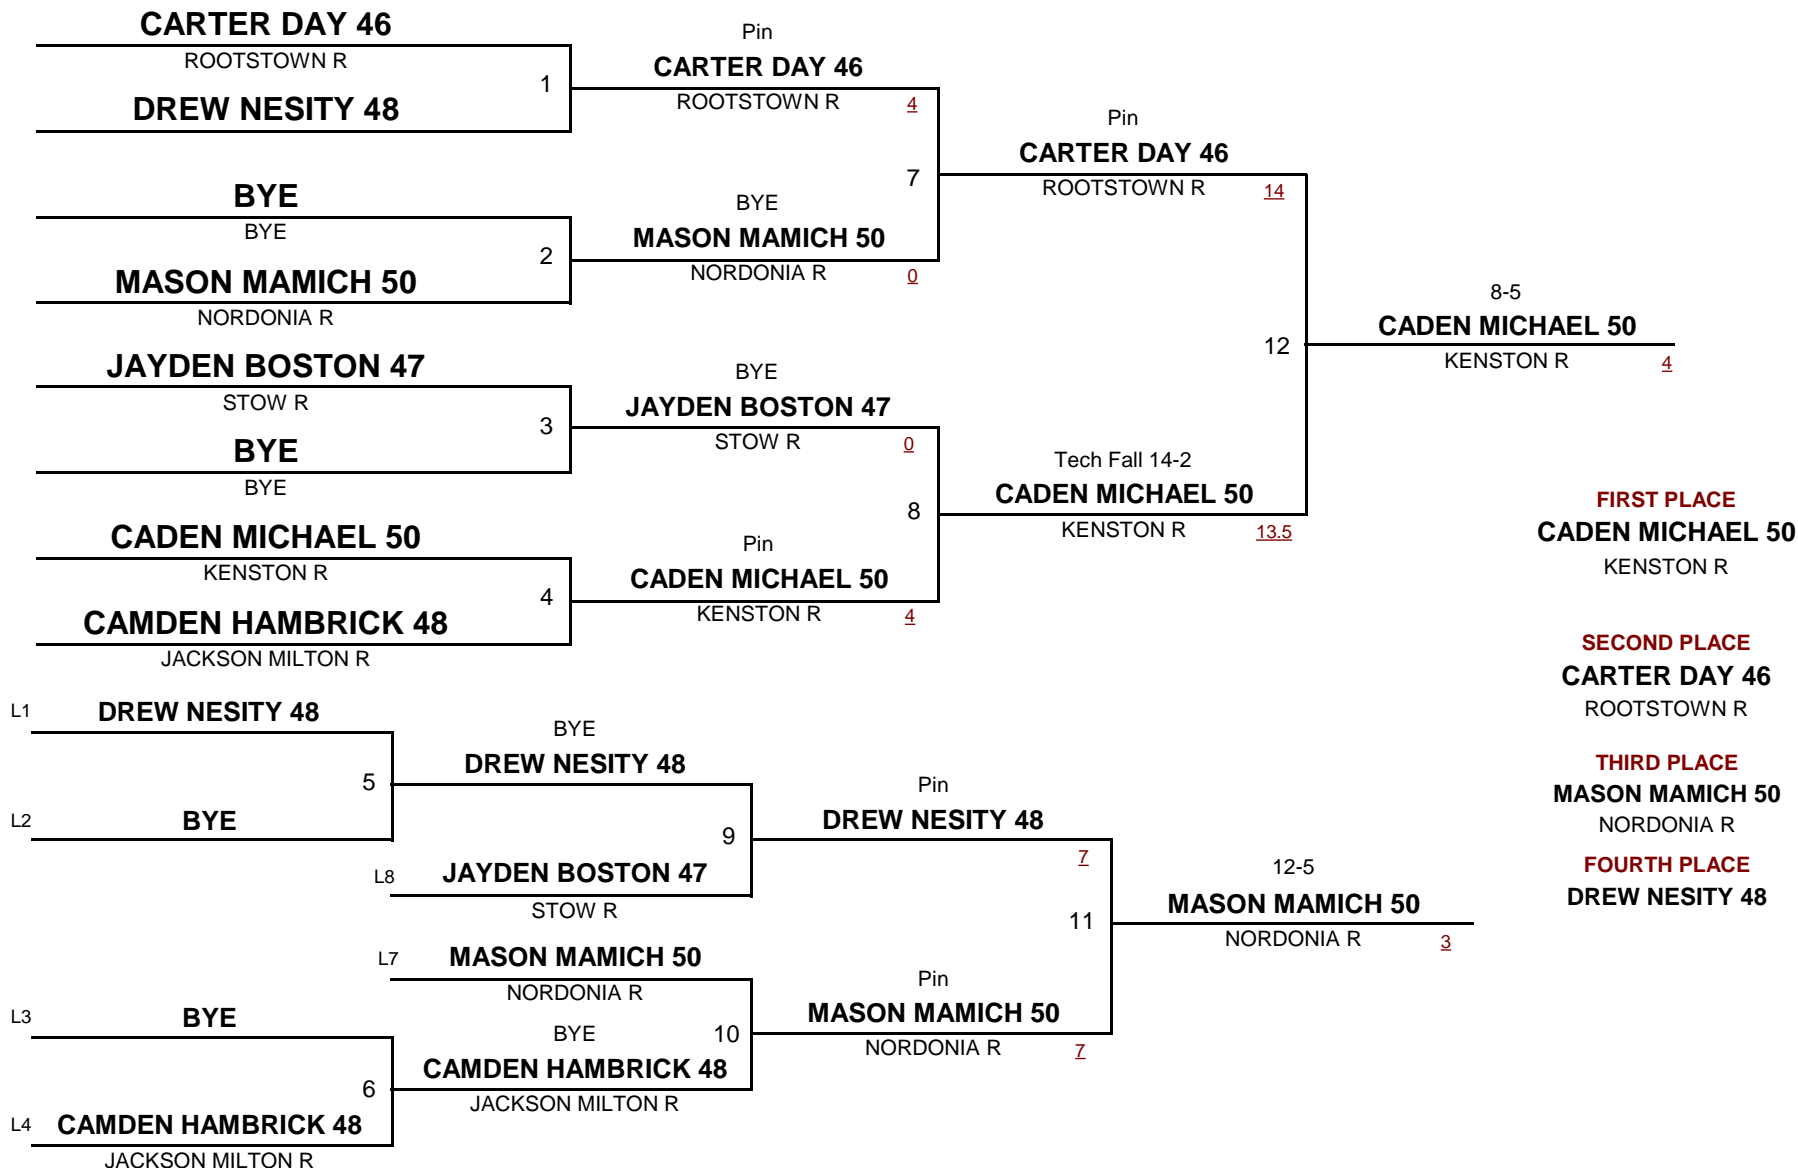 CARTER DAY 46
ROOTSTOWN R
1
DREW NESITY 48
BYE
BYE
2
MASON MAMICH 50
NORDONIA R
JAYDEN BOSTON 47
STOW R
3
BYE
BYE
CADEN MICHAEL 50
KENSTON R
4
CAMDEN HAMBRICK 48
JACKSON MILTON R
Pin
CARTER DAY 46
ROOTSTOWN R 4
7
BYE
MASON MAMICH 50
NORDONIA R 0
BYE
JAYDEN BOSTON 47
STOW R 0
8
Pin
CADEN MICHAEL 50
KENSTON R 4
Pin
CARTER DAY 46
ROOTSTOWN R 14
12
Tech Fall 14-2
CADEN MICHAEL 50
KENSTON R 13.5
8-5
CADEN MICHAEL 50
KENSTON R 4
FIRST PLACE
CADEN MICHAEL 50
KENSTON R
SECOND PLACE
CARTER DAY 46
ROOTSTOWN R
THIRD PLACE
MASON MAMICH 50
NORDONIA R
FOURTH PLACE
DREW NESITY 48
L1 DREW NESITY 48
5
L2 BYE
L3 BYE
6
L4 CAMDEN HAMBRICK 48
JACKSON MILTON R
BYE
DREW NESITY 48
9
L8 JAYDEN BOSTON 47
STOW R
L7 MASON MAMICH 50
NORDONIA R
BYE 10
CAMDEN HAMBRICK 48
JACKSON MILTON R
Pin
DREW NESITY 48
7
11
Pin
MASON MAMICH 50
NORDONIA R 7
12-5
MASON MAMICH 50
NORDONIA R 3